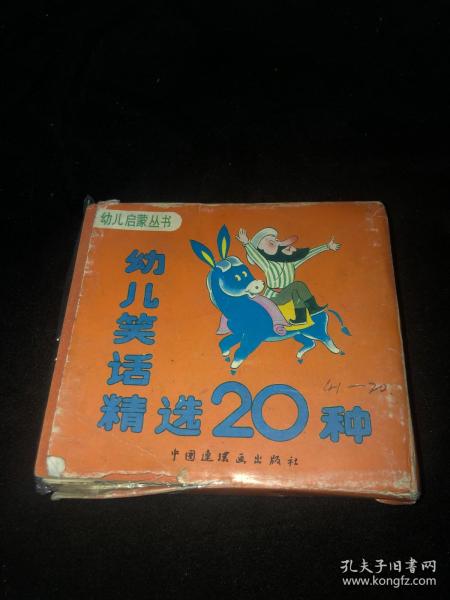 幼儿启蒙丛书
幼儿笑话
精选20种
(1—20
中国连环画出版社
孔夫子旧书网
www.kongfz.com